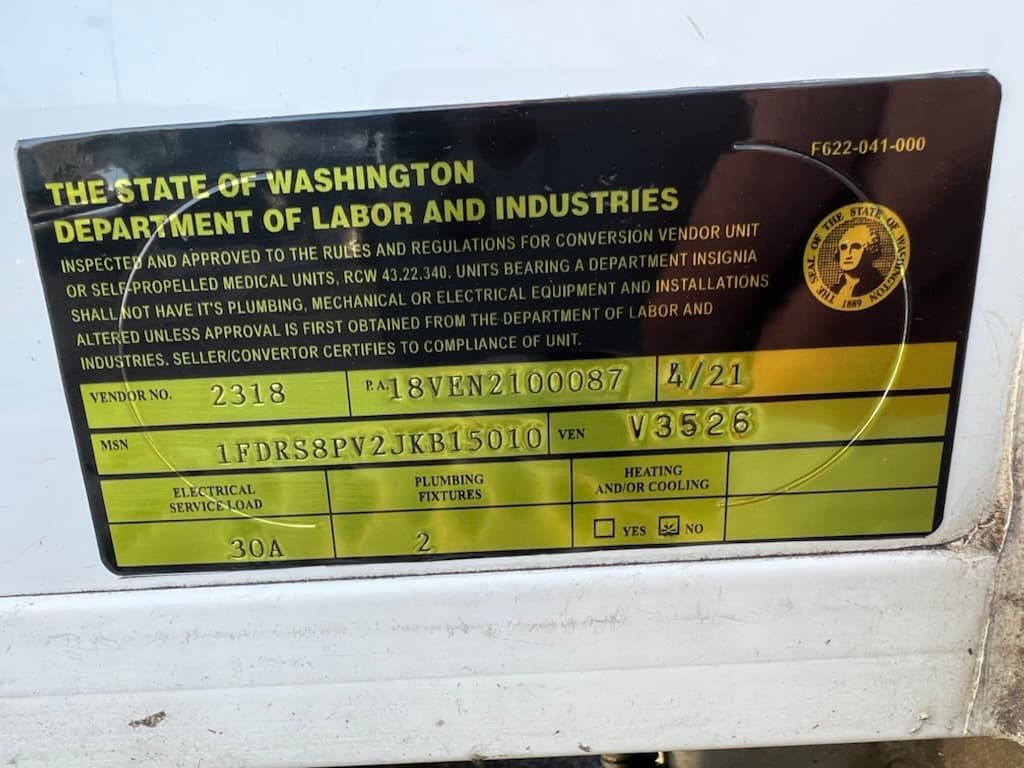 F622-041-000
THE STATE OF WASHINGTON
DEPARTMENT OF LABOR AND INDUSTRIES
INSPECTED AND APPROVED TO THE RULES AND REGULATIONS FOR CONVERSION VENDOR UNIT
OR SELF-PROPELLED MEDICAL UNITS, RCW 43.22.340. UNITS BEARING A DEPARTMENT INSIGNIA
SHALL NOT HAVE IT'S PLUMBING, MECHANICAL OR ELECTRICAL EQUIPMENT AND INSTALLATIONS
ALTERED UNLESS APPROVAL IS FIRST OBTAINED FROM THE DEPARTMENT OF LABOR AND
INDUSTRIES. SELLER/CONVERTOR CERTIFIES TO COMPLIANCE OF UNIT.
THE SEAL OF THE STATE OF WASHINGTON
1889
VENDOR NO. 2318 P.A. 18VEN2100087 4/21
MSN 1FDRS8PV2JKB15010 VEN V3526
ELECTRICAL
SERVICE LOAD
30A
PLUMBING
FIXTURES
2
HEATING
AND/OR COOLING
YES NO